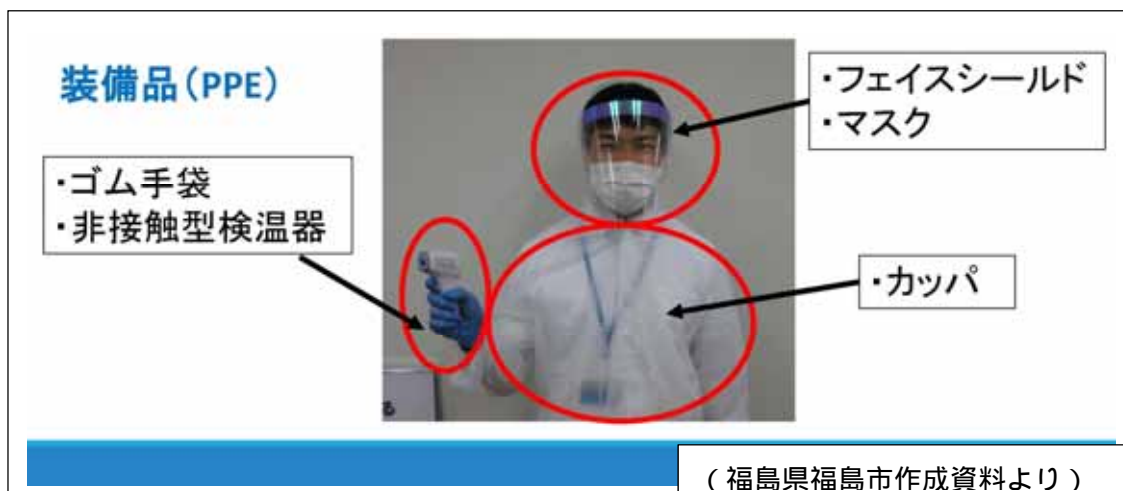 装備品(PPE)
・フェイスシールド
・マスク
・ゴム手袋
・非接触型検温器
・カッパ
る
(福島県福島市作成資料より)